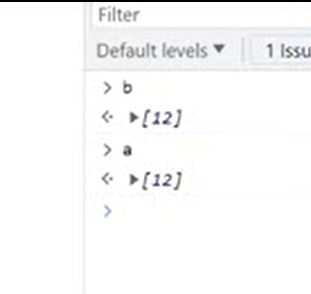 Filter
Default levels ▼ 1 Issu
> b
<· ▶[12]
> a
<· ▶[12]
>